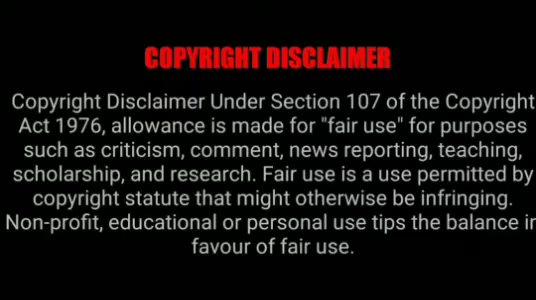 COPYRIGHT DISCLAIMER
Copyright Disclaimer Under Section 107 of the Copyright
Act 1976, allowance is made for "fair use" for purposes
such as criticism, comment, news reporting, teaching,
scholarship, and research. Fair use is a use permitted by
copyright statute that might otherwise be infringing.
Non-profit, educational or personal use tips the balance in
favour of fair use.